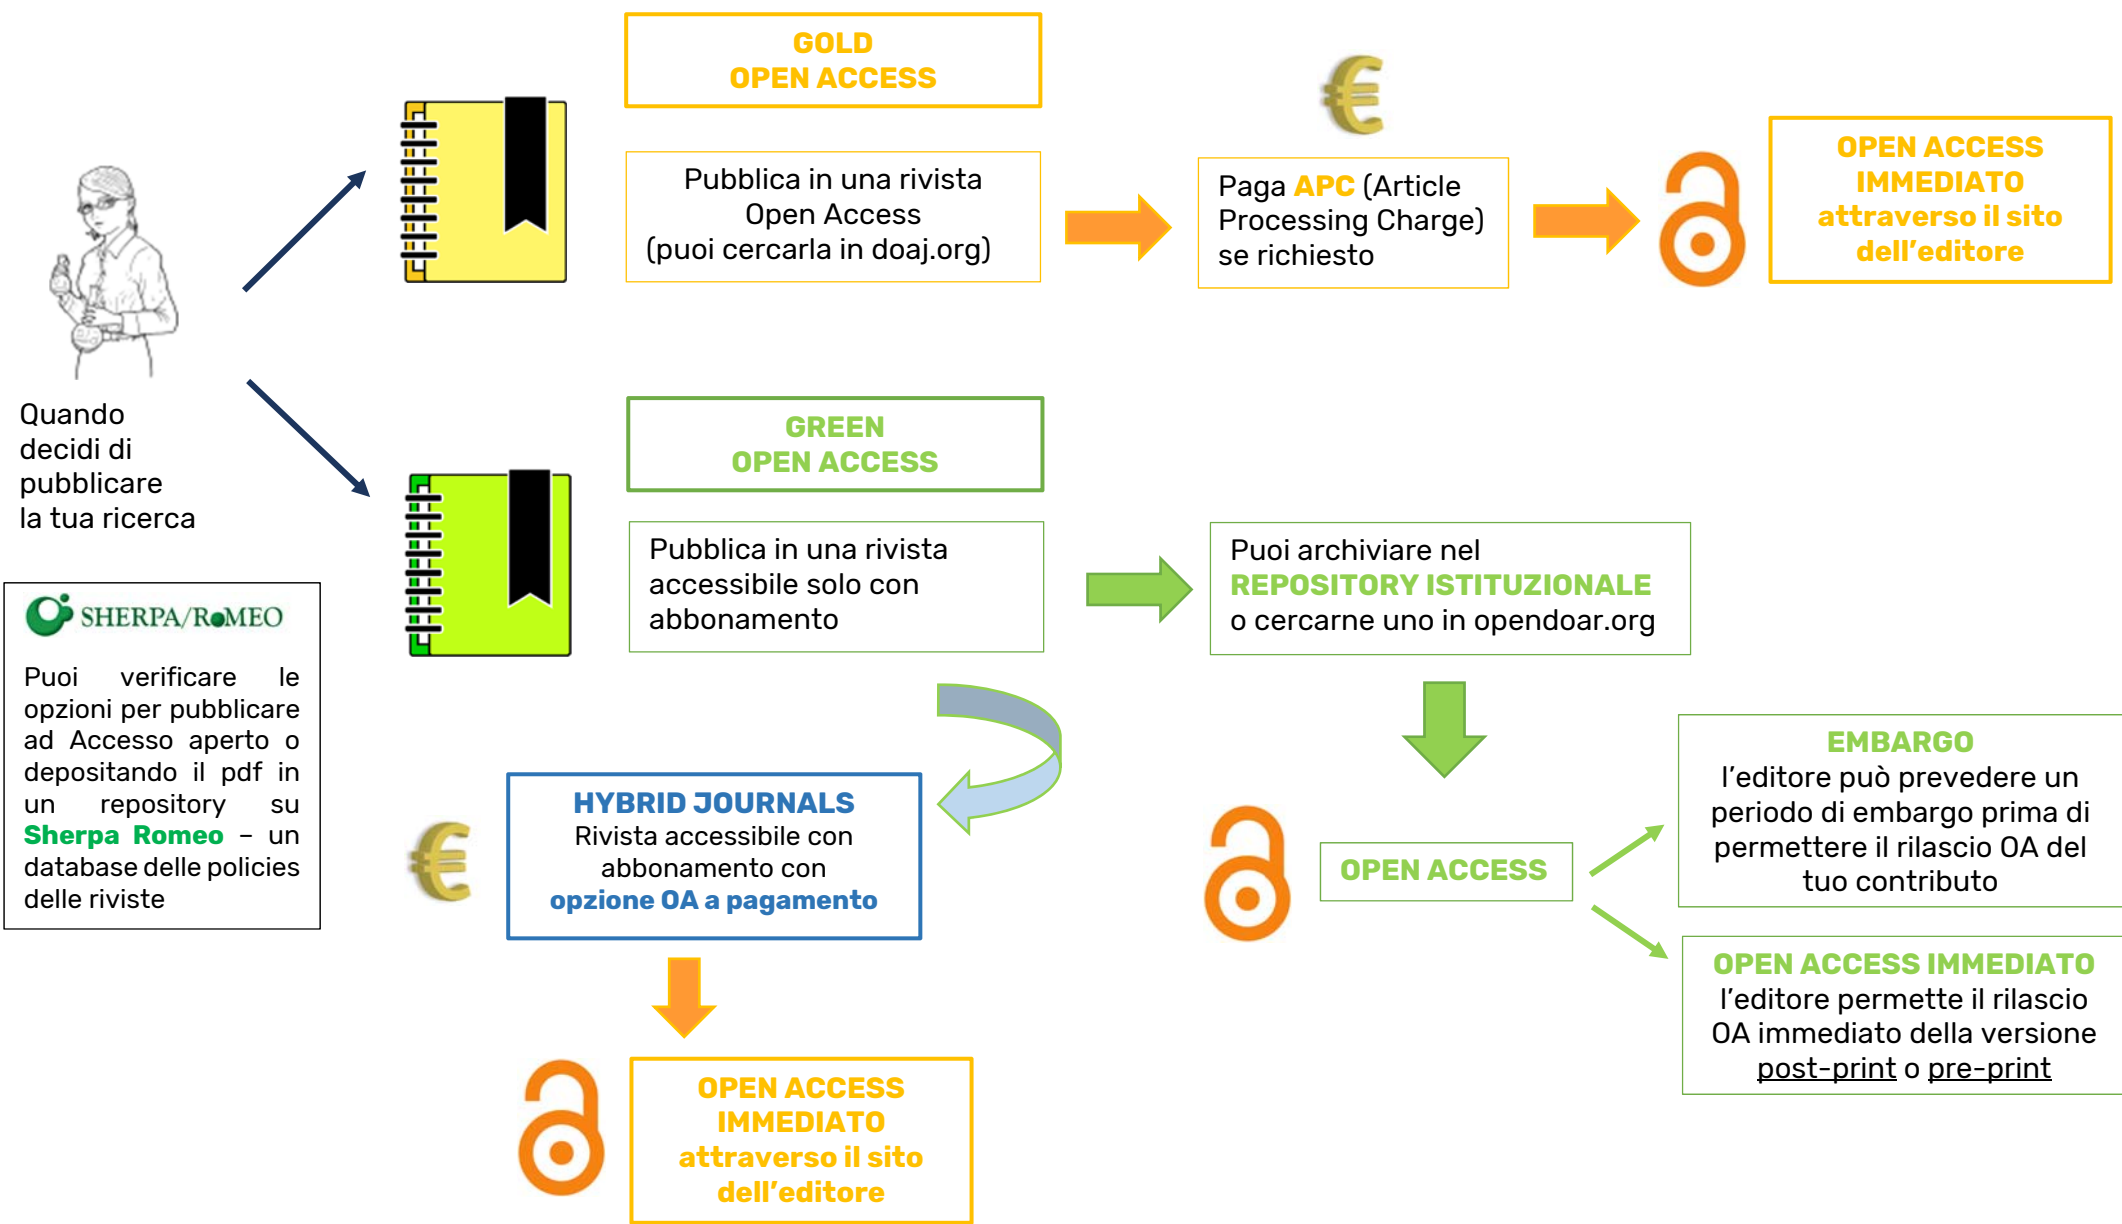 GOLD
OPEN ACCESS
Pubblica in una rivista
Open Access
(puoi cercarla in doaj.org)
Paga APC (Article
Processing Charge)
se richiesto
OPEN ACCESS
IMMEDIATO
attraverso il sito
dell'editore
Quando
decidi di
pubblicare
la tua ricerca
GREEN
OPEN ACCESS
Pubblica in una rivista
accessibile solo con
abbonamento
Puoi archiviare nel
REPOSITORY ISTITUZIONALE
o cercarne uno in opendoar.org
SHERPA/RoMEO
Puoi verificare le
opzioni per pubblicare
ad Accesso aperto o
depositando il pdf in
un repository su
Sherpa Romeo – un
database delle policies
delle riviste
HYBRID JOURNALS
Rivista accessibile con
abbonamento con
opzione OA a pagamento
OPEN ACCESS
EMBARGO
l'editore può prevedere un
periodo di embargo prima di
permettere il rilascio OA del
tuo contributo
OPEN ACCESS IMMEDIATO
l'editore permette il rilascio
OA immediato della versione
post-print o pre-print
OPEN ACCESS
IMMEDIATO
attraverso il sito
dell'editore